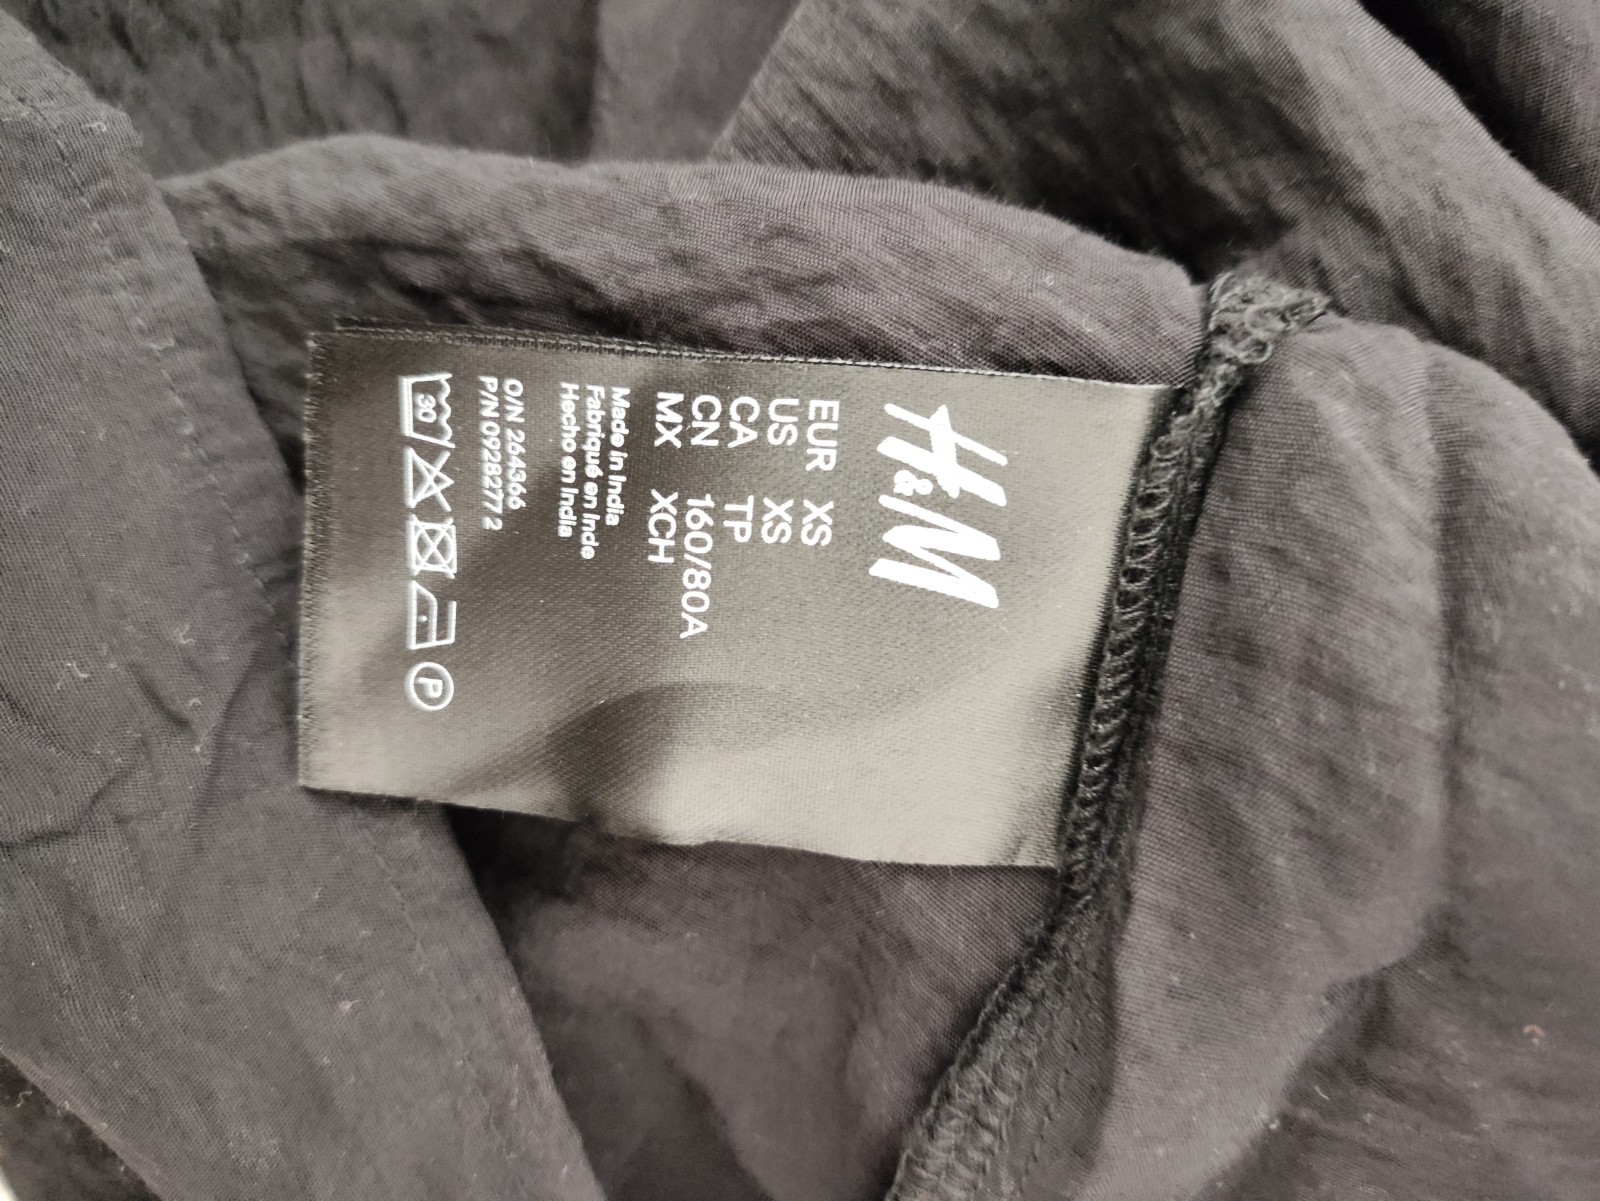 H&M
EUR XS
US XS
CA TP
CN 160/80A
MX XCH
Made in India
Fabriqué en Inde
Hecho en India
O/N 264366
P/N 0928277 2
30 P